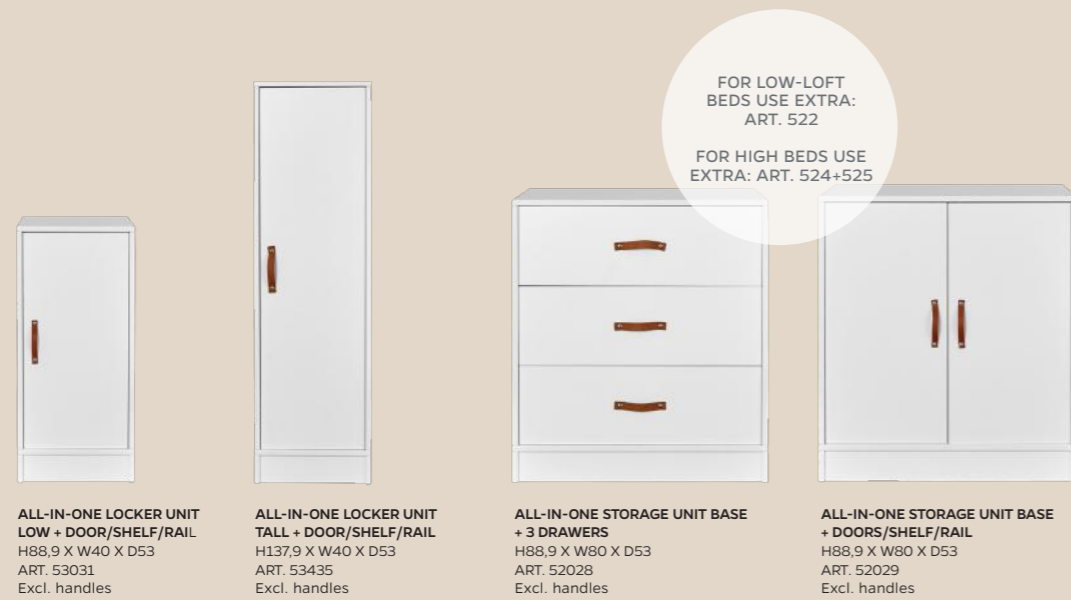 FOR LOW-LOFT
BEDS USE EXTRA:
ART. 522
FOR HIGH BEDS USE
EXTRA: ART. 524+525
ALL-IN-ONE LOCKER UNIT
LOW + DOOR/SHELF/RAIL
H88,9 X W40 X D53
ART. 53031
Excl. handles
ALL-IN-ONE LOCKER UNIT
TALL + DOOR/SHELF/RAIL
H137,9 X W40 X D53
ART. 53435
Excl. handles
ALL-IN-ONE STORAGE UNIT BASE
+ 3 DRAWERS
H88,9 X W80 X D53
ART. 52028
Excl. handles
ALL-IN-ONE STORAGE UNIT BASE
+ DOORS/SHELF/RAIL
H88,9 X W80 X D53
ART. 52029
Excl. handles